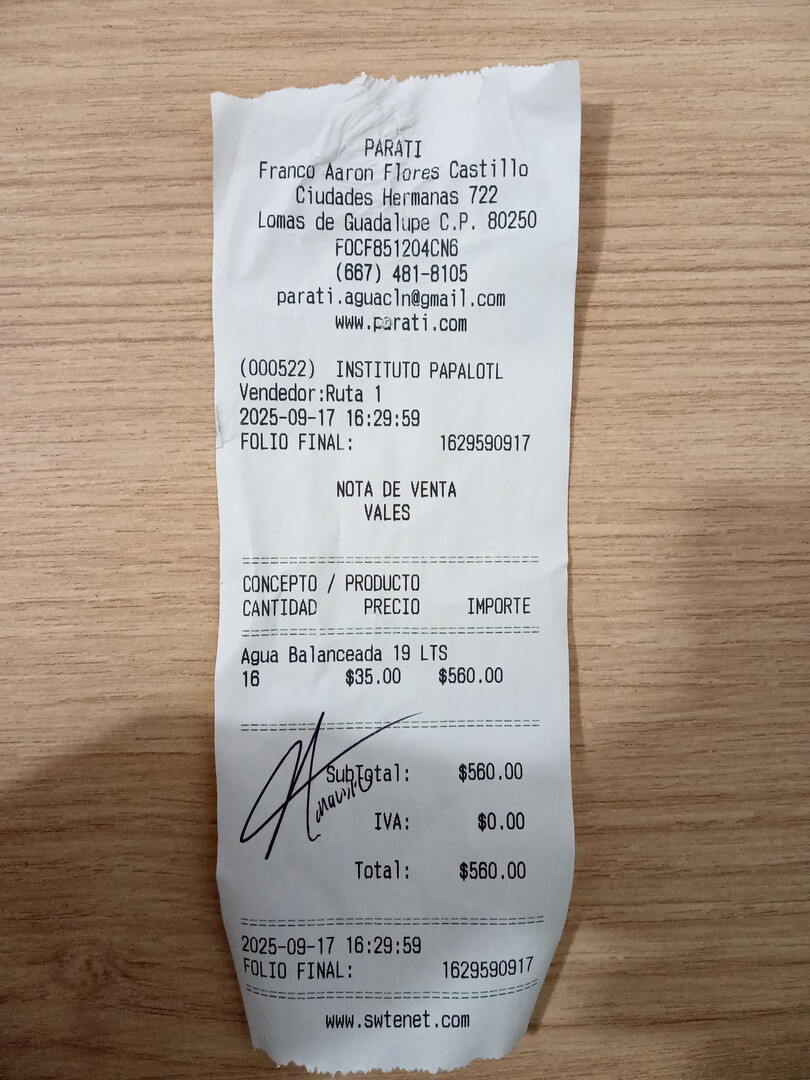 PARATI
Franco Aaron Flores Castillo
Ciudades Hermanas 722
Lomas de Guadalupe C.P. 80250
FOCF851204CN6
(667) 481-8105
parati.aguacln@gmail.com
www.parati.com
(000522) INSTITUTO PAPALOTL
Vendedor:Ruta 1
2025-09-17 16:29:59
FOLIO FINAL: 1629590917
NOTA DE VENTA
VALES
CONCEPTO / PRODUCTO
CANTIDAD PRECIO IMPORTE
Agua Balanceada 19 LTS
16 $35.00 $560.00
SubTotal: $560.00
IVA: $0.00
Total: $560.00
2025-09-17 16:29:59
FOLIO FINAL: 1629590917
www.swtenet.com